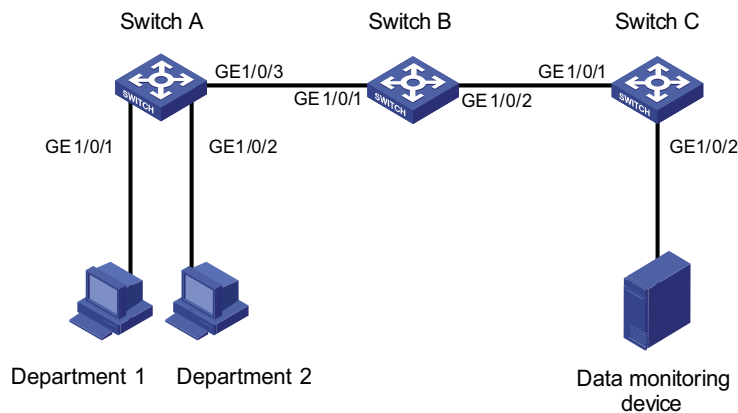 Switch A
Switch B
Switch C
GE1/0/3
GE1/0/1
GE1/0/1
GE1/0/2
SWITCH
SWITCH
SWITCH
GE1/0/1
GE1/0/2
GE1/0/2
Department 1
Department 2
Data monitoring
device